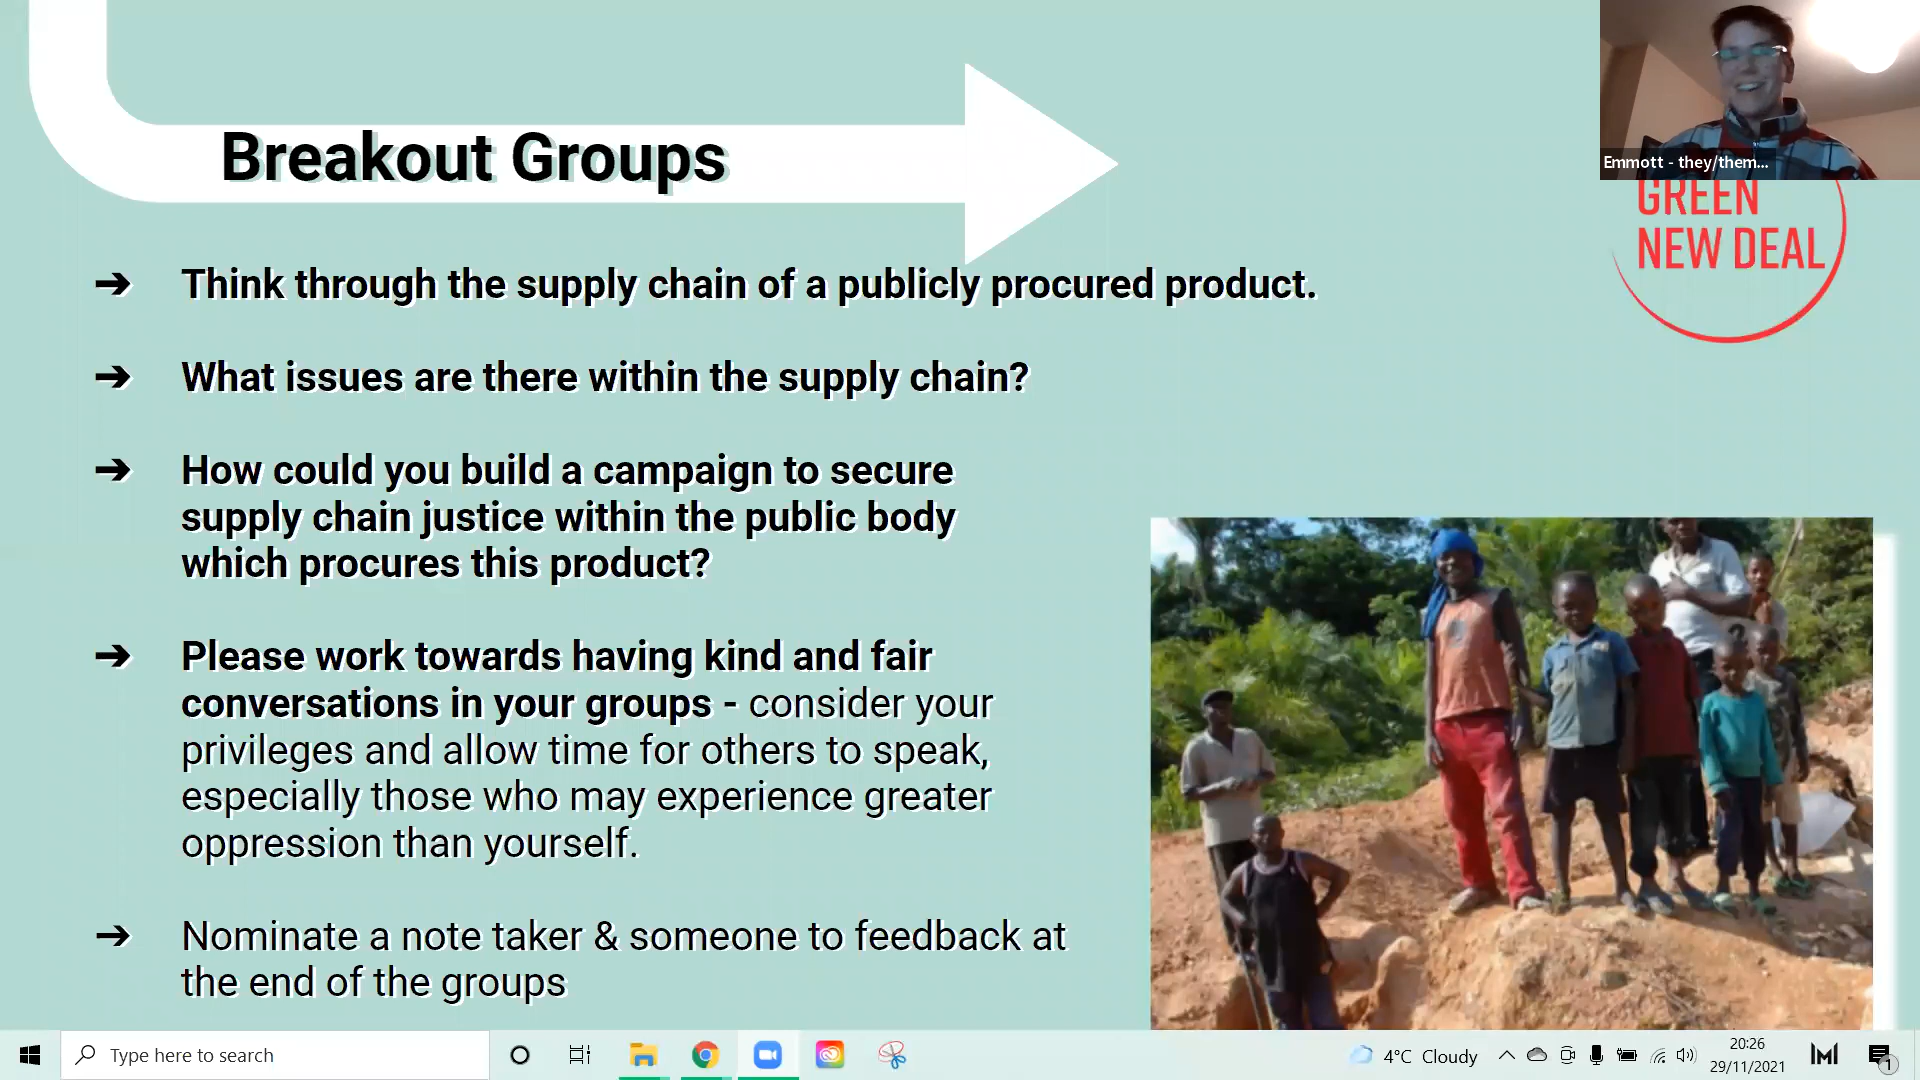 Breakout Groups
Emmott - they/them...
GREEN
NEW DEAL
➔ Think through the supply chain of a publicly procured product.
➔ What issues are there within the supply chain?
➔ How could you build a campaign to secure
supply chain justice within the public body
which procures this product?
➔ Please work towards having kind and fair
conversations in your groups - consider your
privileges and allow time for others to speak,
especially those who may experience greater
oppression than yourself.
➔ Nominate a note taker & someone to feedback at
the end of the groups
Type here to search
4°C Cloudy
20:26
29/11/2021
1